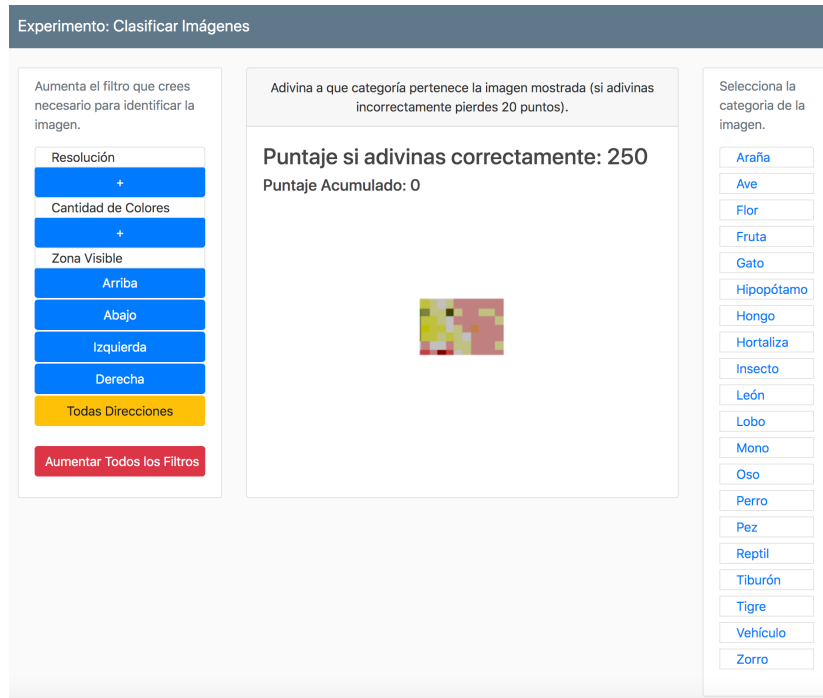 Experimento: Clasificar Imágenes
Aumenta el filtro que crees
necesario para identificar la
imagen.
Resolución
+
Cantidad de Colores
+
Zona Visible
Arriba
Abajo
Izquierda
Derecha
Todas Direcciones
Aumentar Todos los Filtros
Adivina a que categoría pertenece la imagen mostrada (si adivinas
incorrectamente pierdes 20 puntos).
Puntaje si adivinas correctamente: 250
Puntaje Acumulado: 0
Selecciona la
categoria de la
imagen.
Araña
Ave
Flor
Fruta
Gato
Hipopótamo
Hongo
Hortaliza
Insecto
León
Lobo
Mono
Oso
Perro
Pez
Reptil
Tiburón
Tigre
Vehículo
Zorro